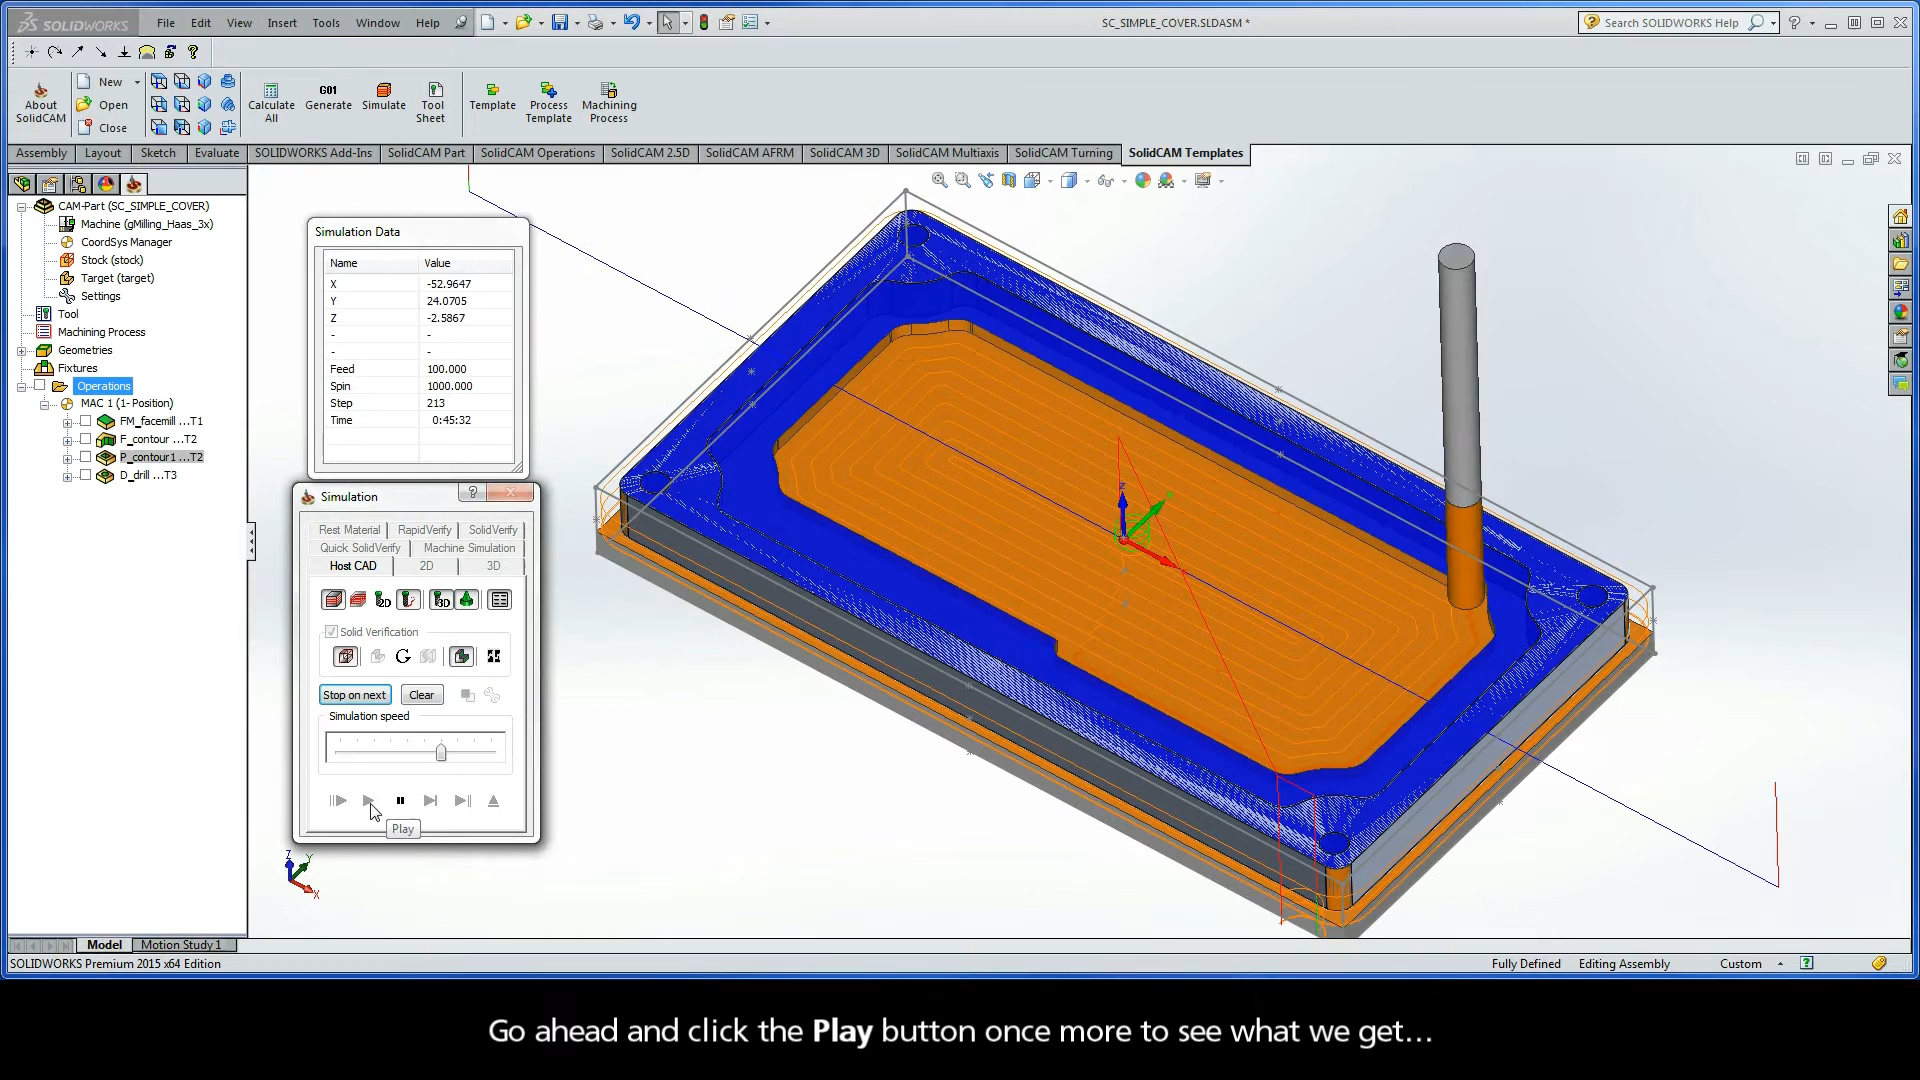 SOLIDWORKS File Edit View Insert Tools Window Help SC_SIMPLE_COVER.SLDASM * Search SOLIDWORKS Help
About SolidCAM
New
Open
Close
Calculate All
G01 Generate
Simulate
Tool Sheet
Template
Process Template
Machining Process
Assembly Layout Sketch Evaluate SOLIDWORKS Add-Ins SolidCAM Part SolidCAM Operations SolidCAM 2.5D SolidCAM AFRM SolidCAM 3D SolidCAM Multiaxis SolidCAM Turning SolidCAM Templates
CAM-Part (SC_SIMPLE_COVER)
Machine (gMilling_Haas_3x)
CoordSys Manager
Stock (stock)
Target (target)
Settings
Tool
Machining Process
Geometries
Fixtures
Operations
MAC 1 (1- Position)
FM_facemill ...T1
F_contour ...T2
P_contour1 ...T2
D_drill ...T3
Simulation Data
Name Value
X -52.9647
Y 24.0705
Z -2.5867
- -
- -
Feed 100.000
Spin 1000.000
Step 213
Time 0:45:32
Simulation
Rest Material RapidVerify SolidVerify
Quick SolidVerify Machine Simulation
Host CAD 2D 3D
2D 3D
Solid Verification
G
Stop on next Clear
Simulation speed
Play
Z
Y
X
Z
Model Motion Study 1
SOLIDWORKS Premium 2015 x64 Edition Fully Defined Editing Assembly Custom
Go ahead and click the Play button once more to see what we get...